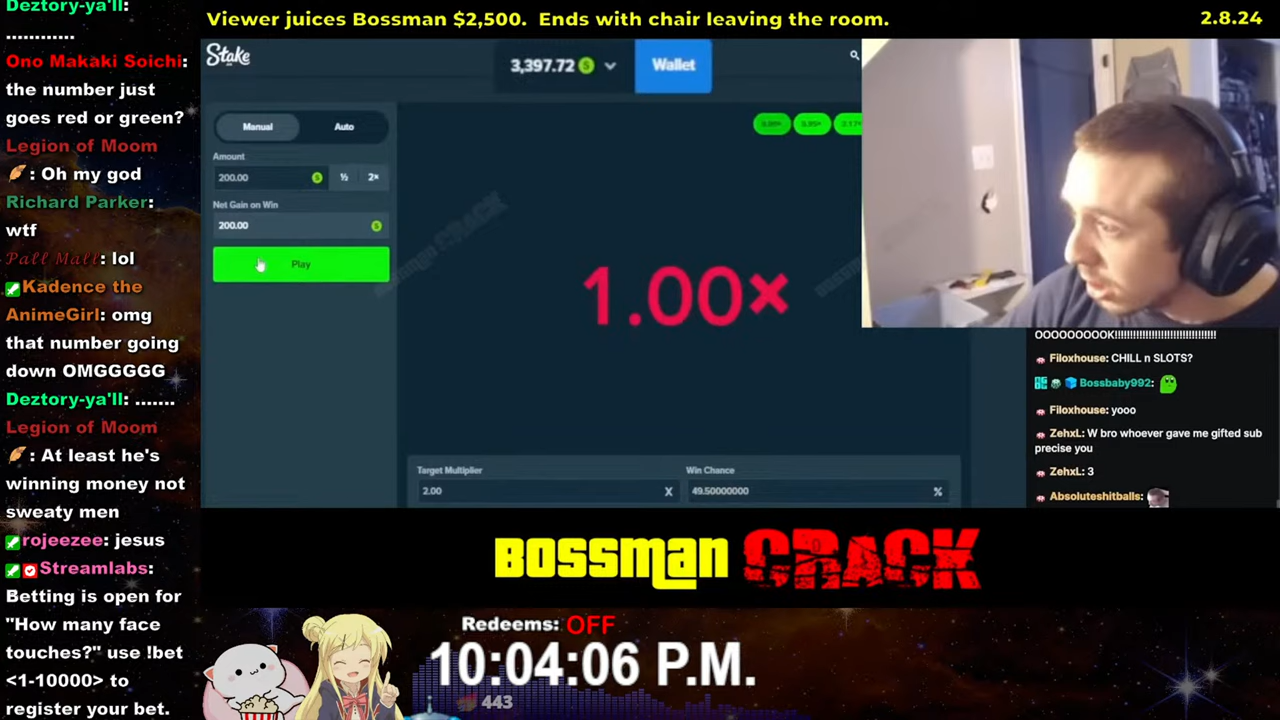 Deztory-ya'll:
............
Ono Makaki Soichi:
the number just
goes red or green?
Legion of Moom
: Oh my god
Richard Parker:
wtf
Pall Mall: lol
Kadence the
AnimeGirl: omg
that number going
down OMGGGGG
Deztory-ya'll: .......
Legion of Moom
: At least he's
winning money not
sweaty men
rojeezee: jesus
Streamlabs:
Betting is open for
"How many face
touches?" use !bet
<1-10000> to
register your bet.
Viewer juices Bossman $2,500. Ends with chair leaving the room.
2.8.24
Stake
3,397.72
Wallet
Manual
Auto
Amount
200.00
½
2×
Net Gain on Win
200.00
Play
1.00×
Target Multiplier
2.00
X
Win Chance
49.50000000
%
Filoxhouse: CHILL n SLOTS?
Bossbaby992:
Filoxhouse: yooo
ZehxL: W bro whoever gave me gifted sub
precise you
ZehxL: 3
Absoluteshitballs:
BOSSMAN CRACK
Redeems: OFF
10:04:06 P.M.
443